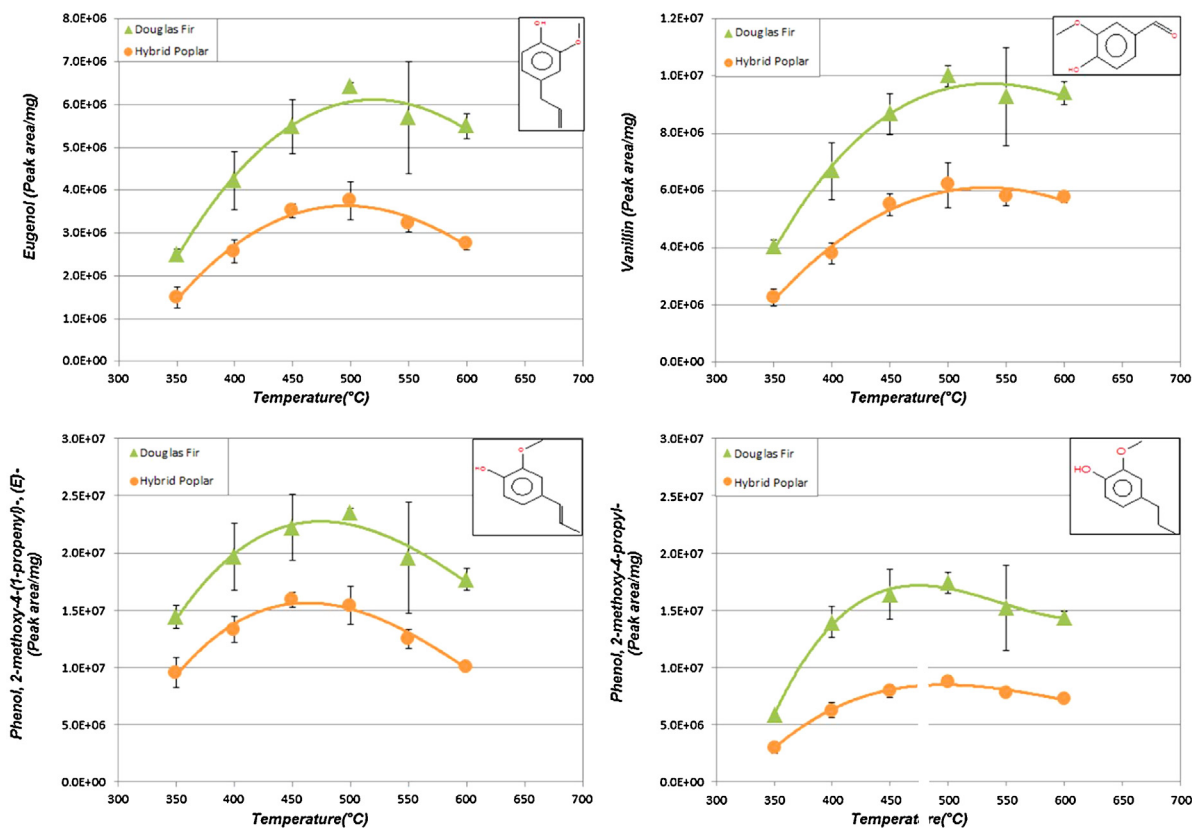 Eugenol (Peak area/mg)
8.0E+06
7.0E+06
6.0E+06
5.0E+06
4.0E+06
3.0E+06
2.0E+06
1.0E+06
0.0E+00
Douglas Fir
Hybrid Poplar
OH
O
300 350 400 450 500 550 600 650 700
Temperature(°C)
Vanillin (Peak area/mg)
1.2E+07
1.0E+07
8.0E+06
6.0E+06
4.0E+06
2.0E+06
0.0E+00
Douglas Fir
Hybrid Poplar
O
O
HO
300 350 400 450 500 550 600 650 700
Temperature(°C)
Phenol, 2-methoxy-4-(1-propenyl)-, (E)-
(Peak area/mg)
3.0E+07
2.5E+07
2.0E+07
1.5E+07
1.0E+07
5.0E+06
0.0E+00
Douglas Fir
Hybrid Poplar
O
HO
300 350 400 450 500 550 600 650 700
Temperature(°C)
Phenol, 2-methoxy-4-propyl-
(Peak area/mg)
3.0E+07
2.5E+07
2.0E+07
1.5E+07
1.0E+07
5.0E+06
0.0E+00
Douglas Fir
Hybrid Poplar
O
HO
300 350 400 450 500 550 600 650 700
Temperature(°C)